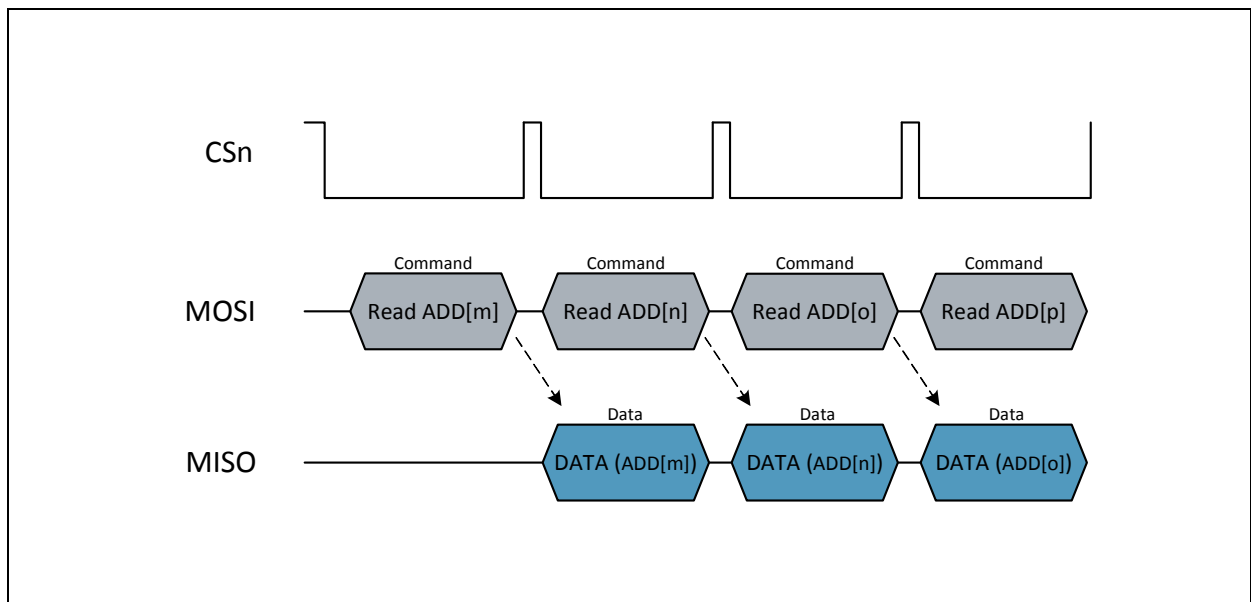 CSn
Command Command Command Command
MOSI Read ADD[m] Read ADD[n] Read ADD[o] Read ADD[p]
Data Data Data
MISO DATA (ADD[m]) DATA (ADD[n]) DATA (ADD[o])